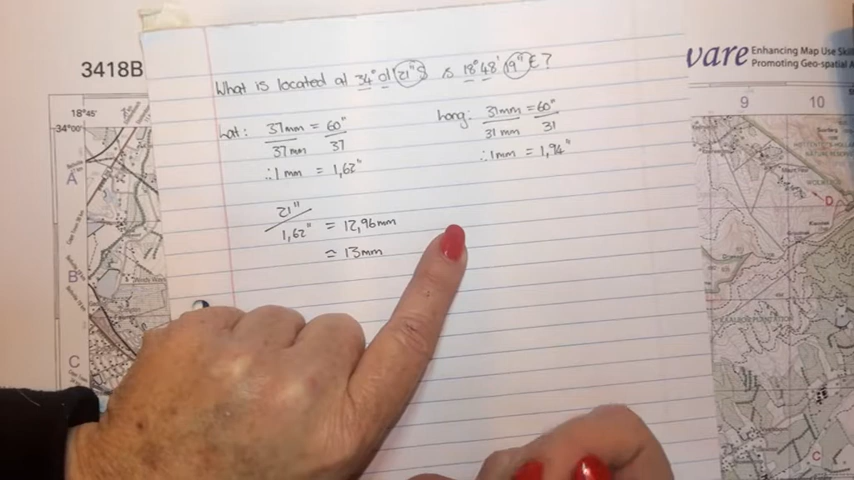 3418B
18°45'
34°00'
A
B
C
What is located at 34° 01' 21"S & 18° 48' 19"E?
Lat: 37mm = 60"
37mm 37
∴1mm = 1,62"
21"
1,62" = 12,96mm
≈ 13mm
Long: 31mm = 60"
31mm 31
∴1mm = 1,94"
vare
Enhancing Map Use Skil
Promoting Geo-spatial A
9 10
D
C